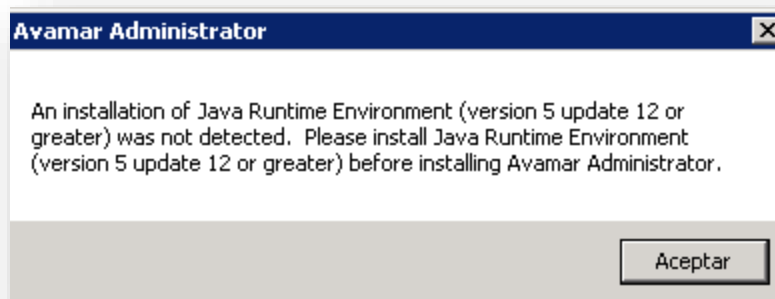 Avamar Administrator
An installation of Java Runtime Environment (version 5 update 12 or
greater) was not detected.  Please install Java Runtime Environment
(version 5 update 12 or greater) before installing Avamar Administrator.
Aceptar